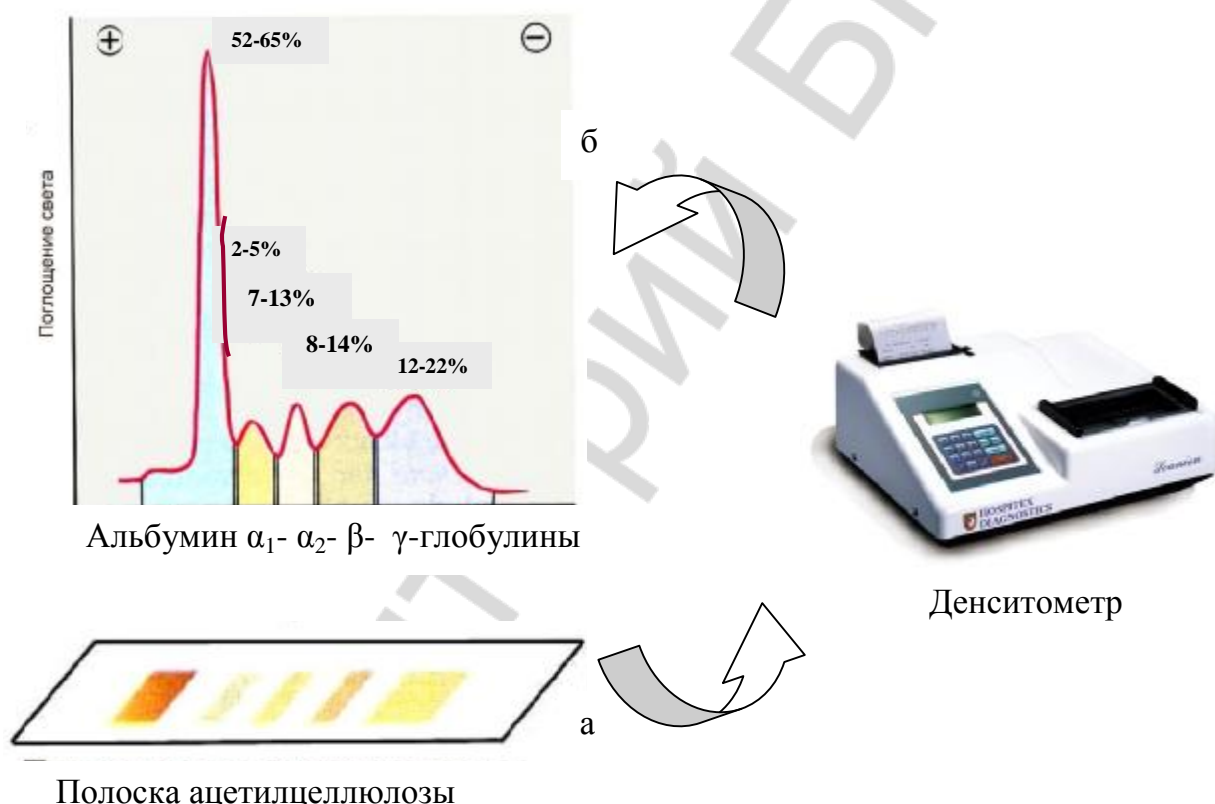 52-65%
Поглощение света
2-5%
7-13%
8-14%
12-22%
Альбумин α₁- α₂- β- γ-глобулины
б
HOSPITEX
DIAGNOSTICS
Денситометр
а
Полоска ацетилцеллюлозы